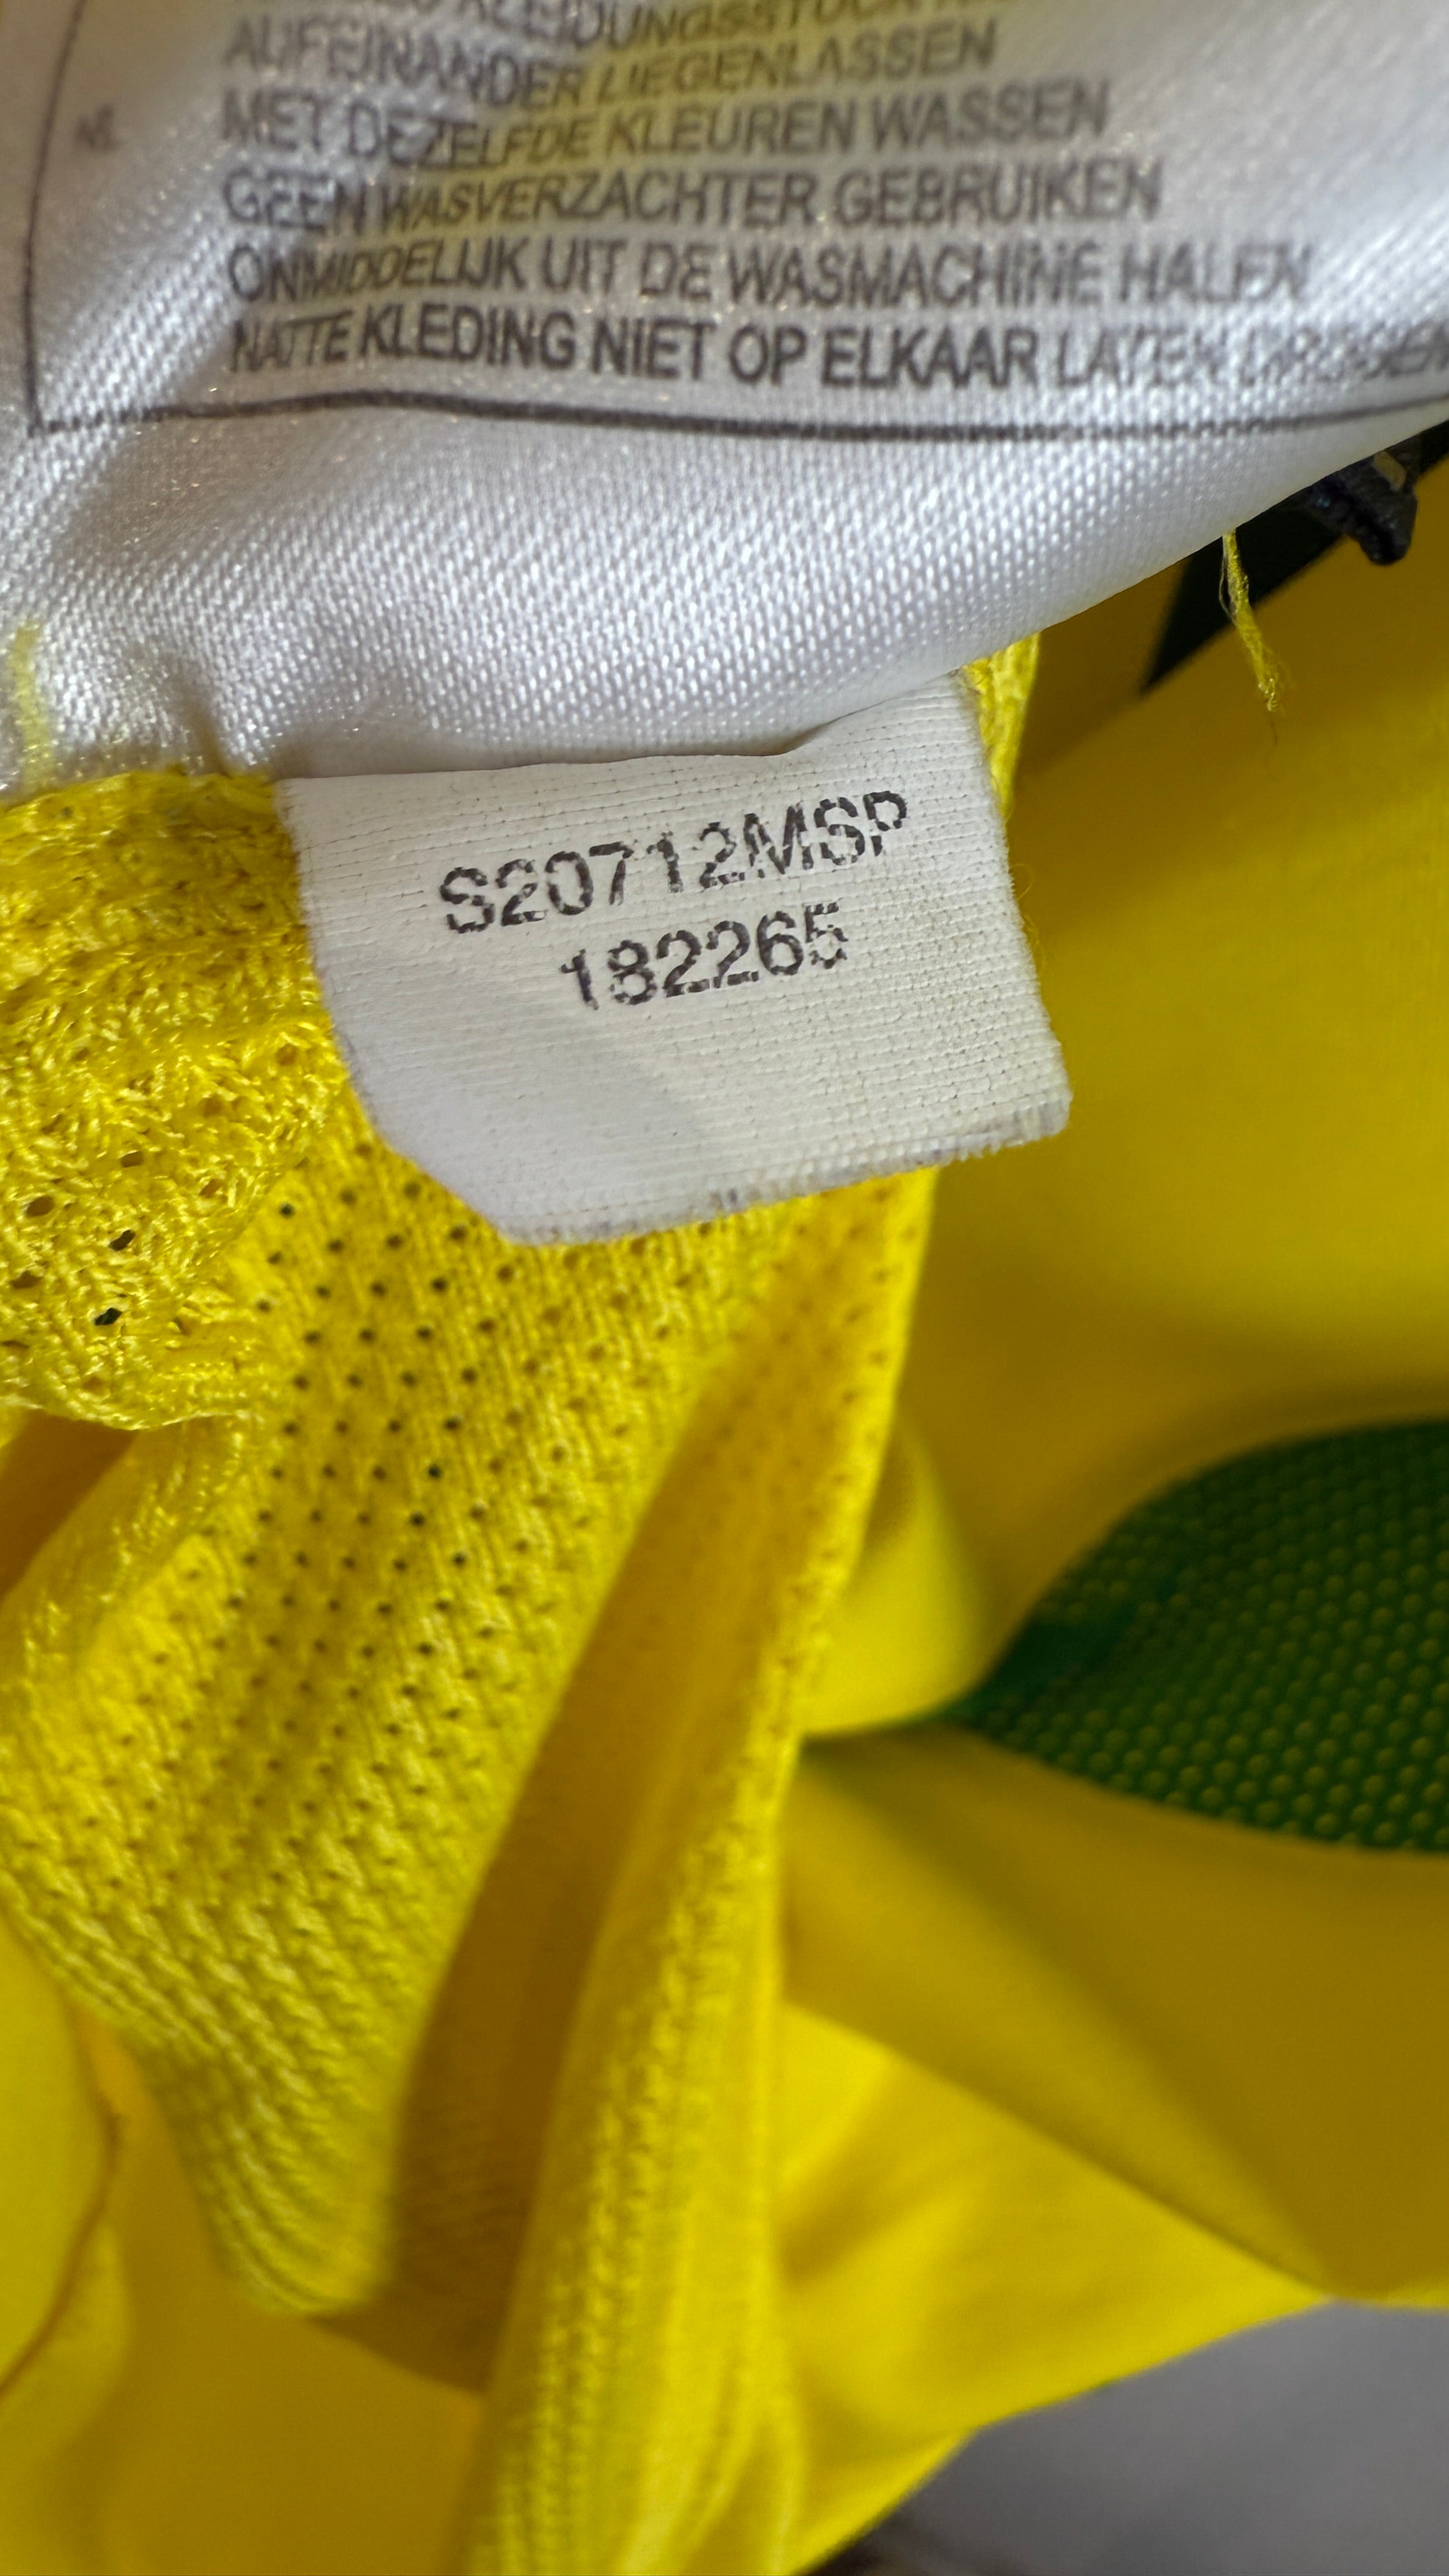 KLEIDUNGSSTÜCK
AUFEINANDER LIEGENLASSEN
MET DEZELFDE KLEUREN WASSEN
GEEN WASVERZACHTER GEBRUIKEN
ONMIDDELIJK UIT DE WASMACHINE HALEN
NATTE KLEDING NIET OP ELKAAR LATEN
S20712MSP
182265